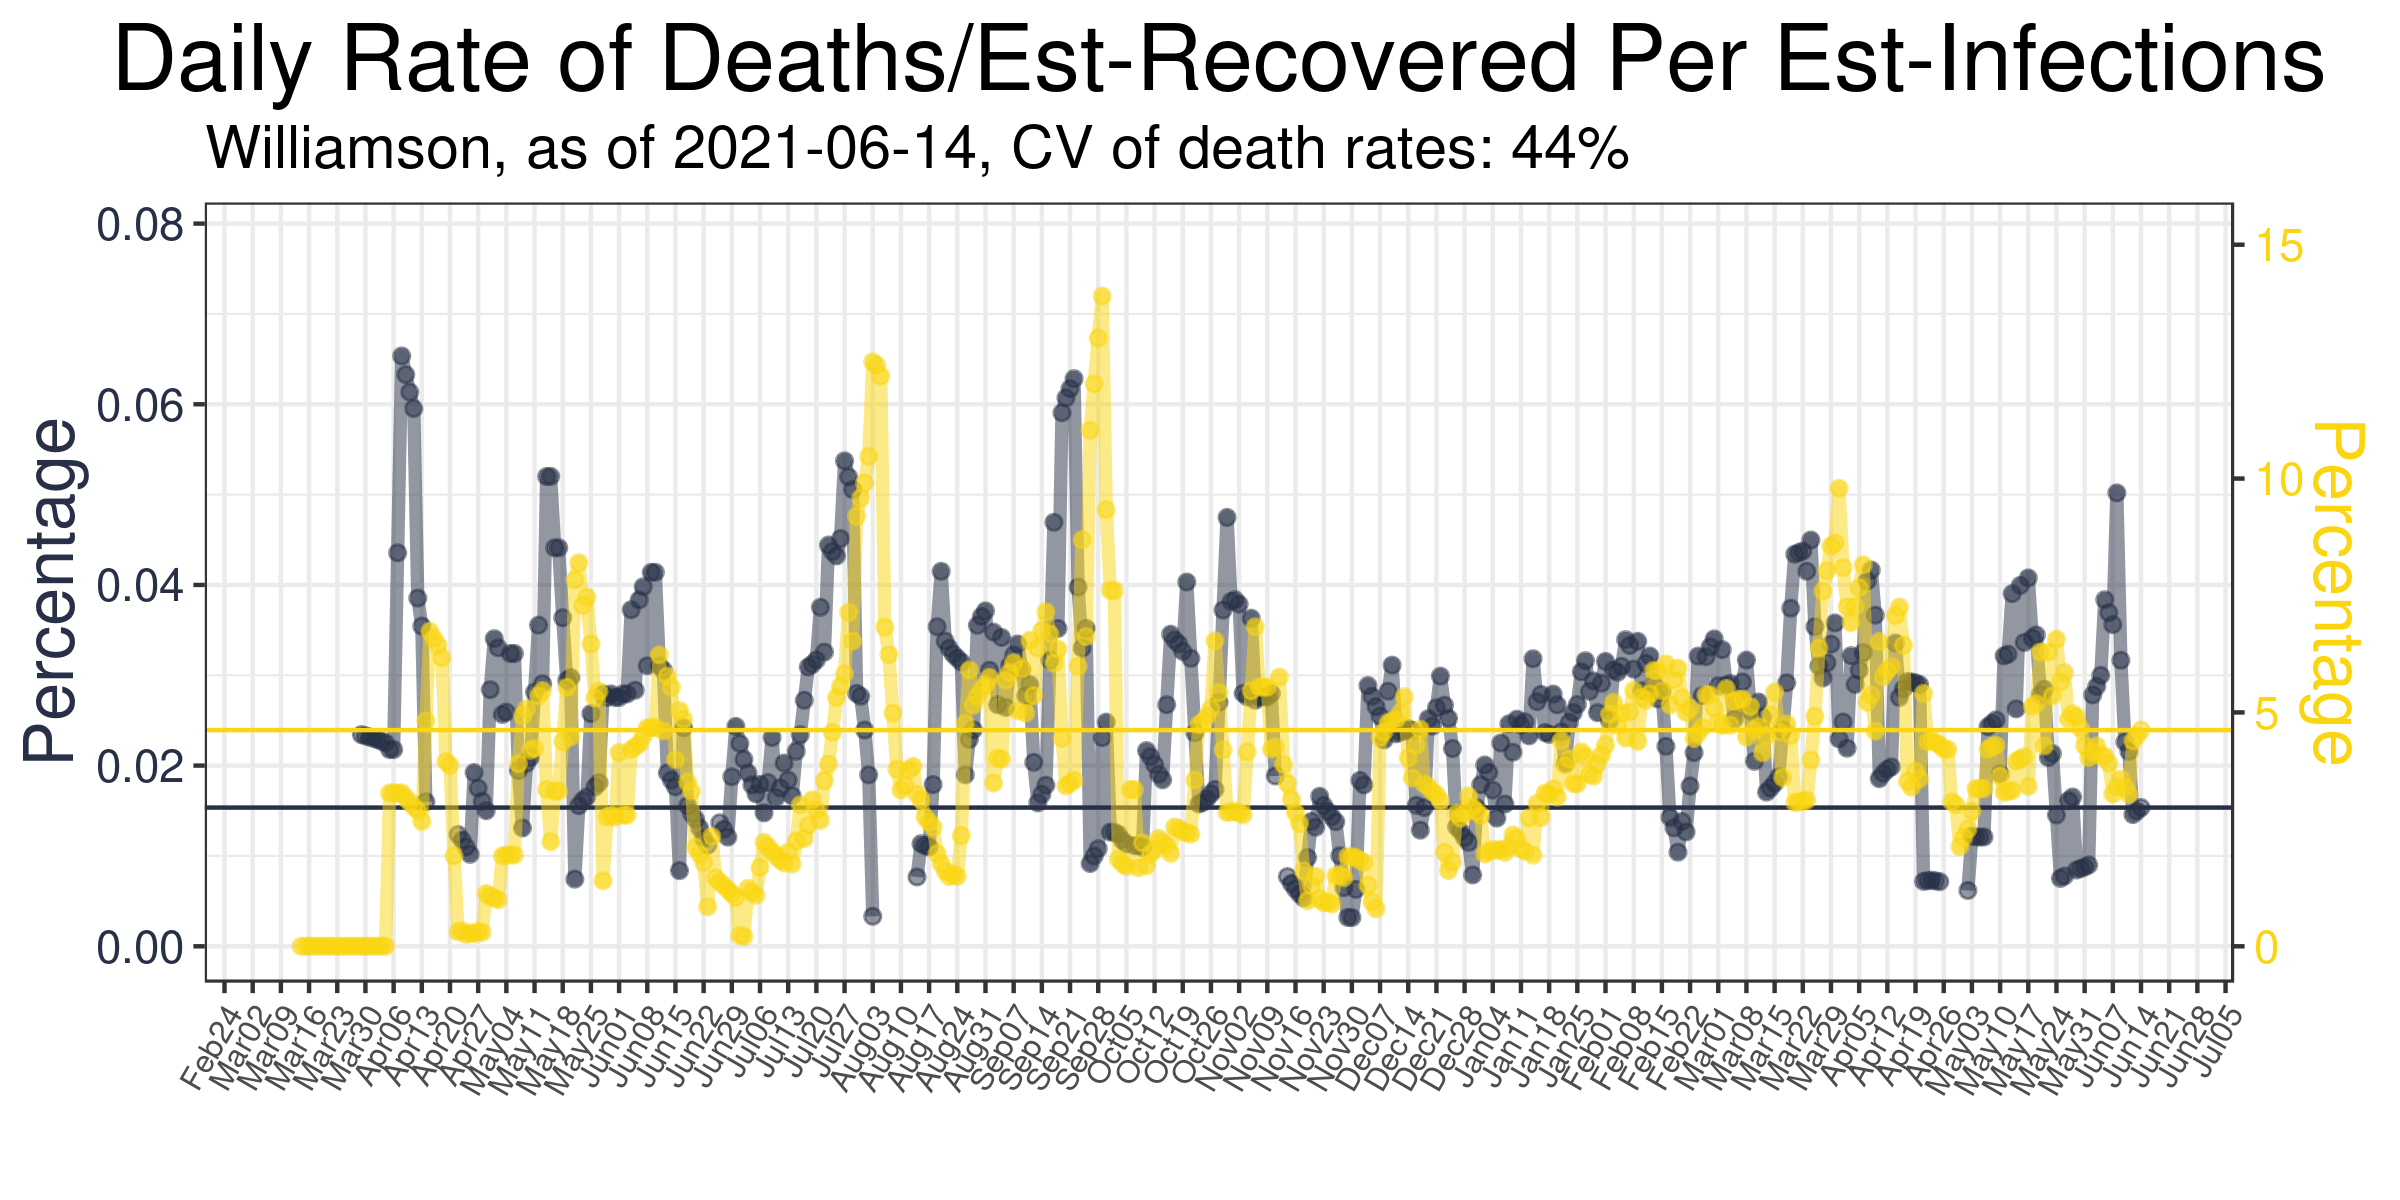 Daily Rate of Deaths/Est-Recovered Per Est-Infections
Williamson, as of 2021-06-14, CV of death rates: 44%
Percentage
0.08
0.06
0.04
0.02
0.00
15
10
5
0
Percentage
Feb24
Mar02
Mar09
Mar16
Mar23
Mar30
Apr06
Apr13
Apr20
Apr27
May04
May11
May18
May25
Jun01
Jun08
Jun15
Jun22
Jun29
Jul06
Jul13
Jul20
Jul27
Aug03
Aug10
Aug17
Aug24
Aug31
Sep07
Sep14
Sep21
Sep28
Oct05
Oct12
Oct19
Oct26
Nov02
Nov09
Nov16
Nov23
Nov30
Dec07
Dec14
Dec21
Dec28
Jan04
Jan11
Jan18
Jan25
Feb01
Feb08
Feb15
Feb22
Mar01
Mar08
Mar15
Mar22
Mar29
Apr05
Apr12
Apr19
Apr26
May03
May10
May17
May24
May31
Jun07
Jun14
Jun21
Jun28
Jul05